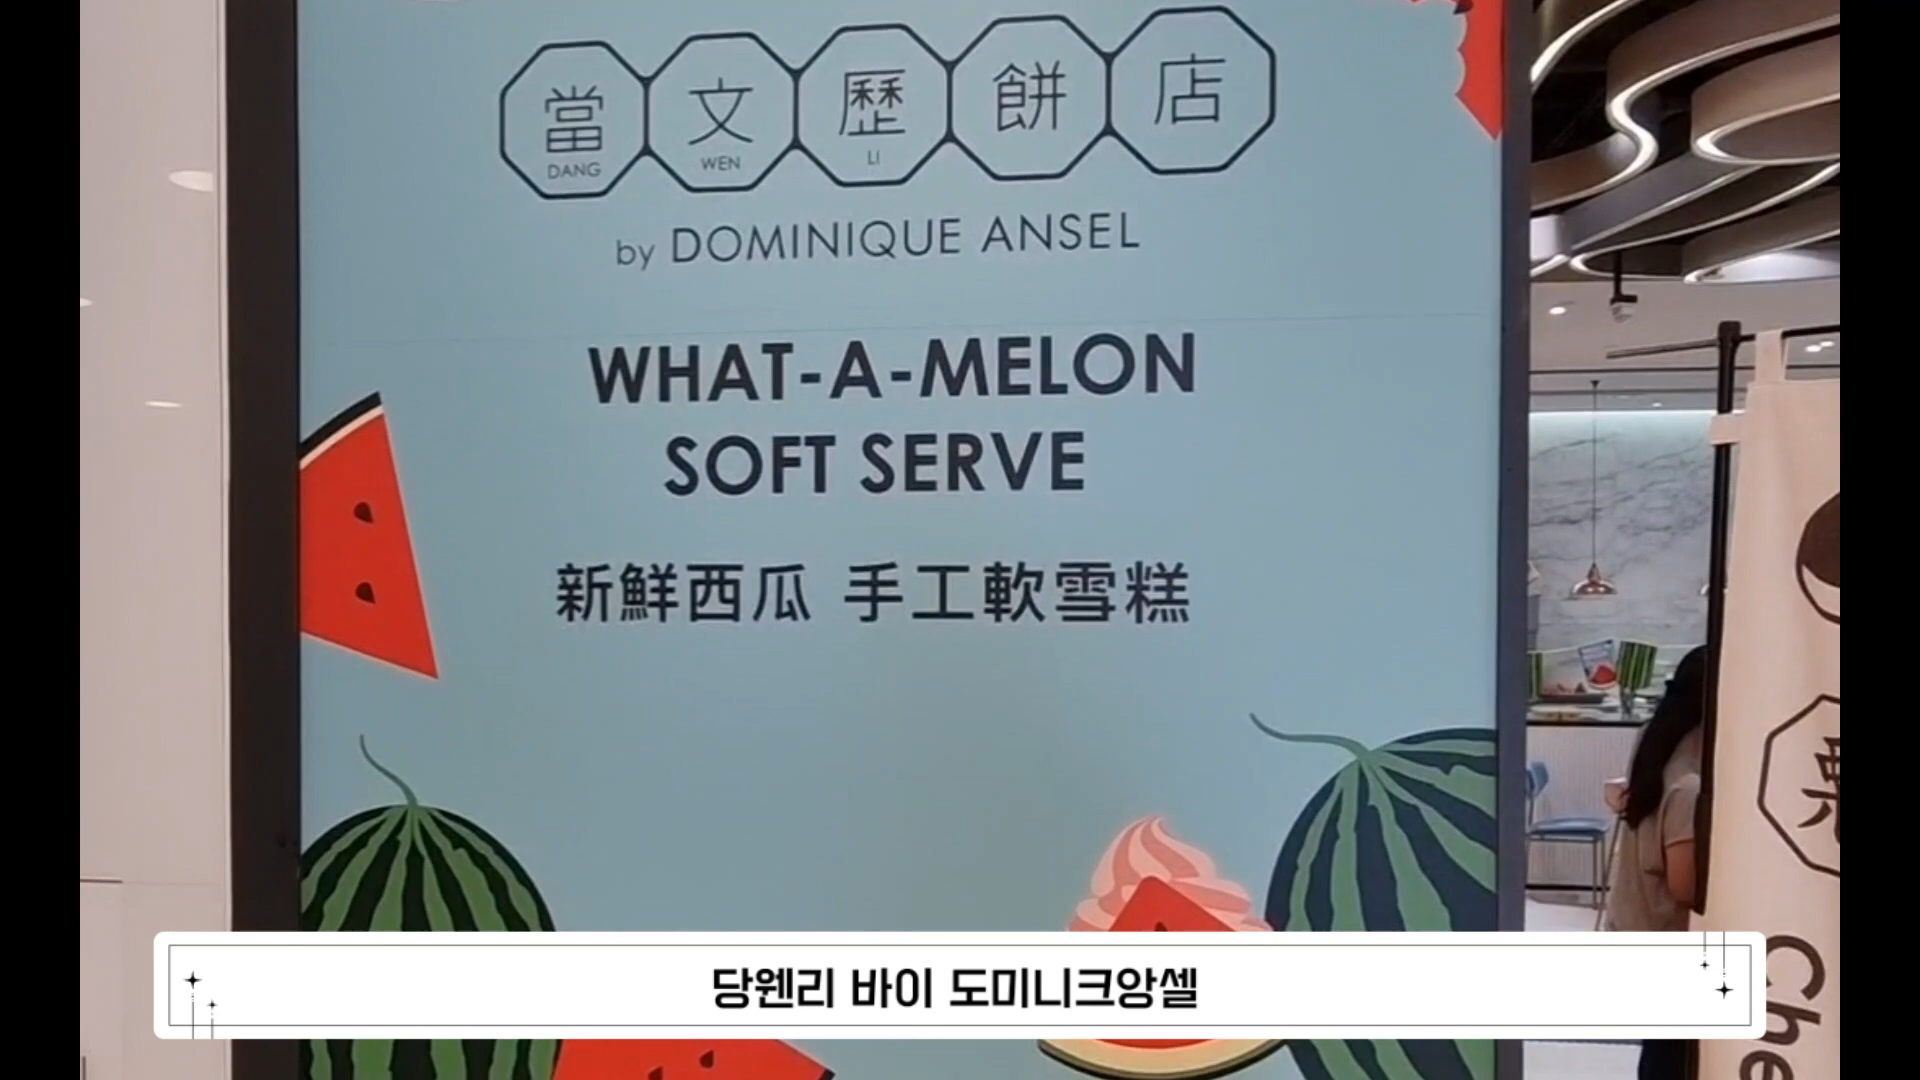 當文歷餅店
DANG WEN LI
by DOMINIQUE ANSEL
WHAT-A-MELON
SOFT SERVE
新鮮西瓜 手工軟雪糕
당웬리 바이 도미니크앙셀